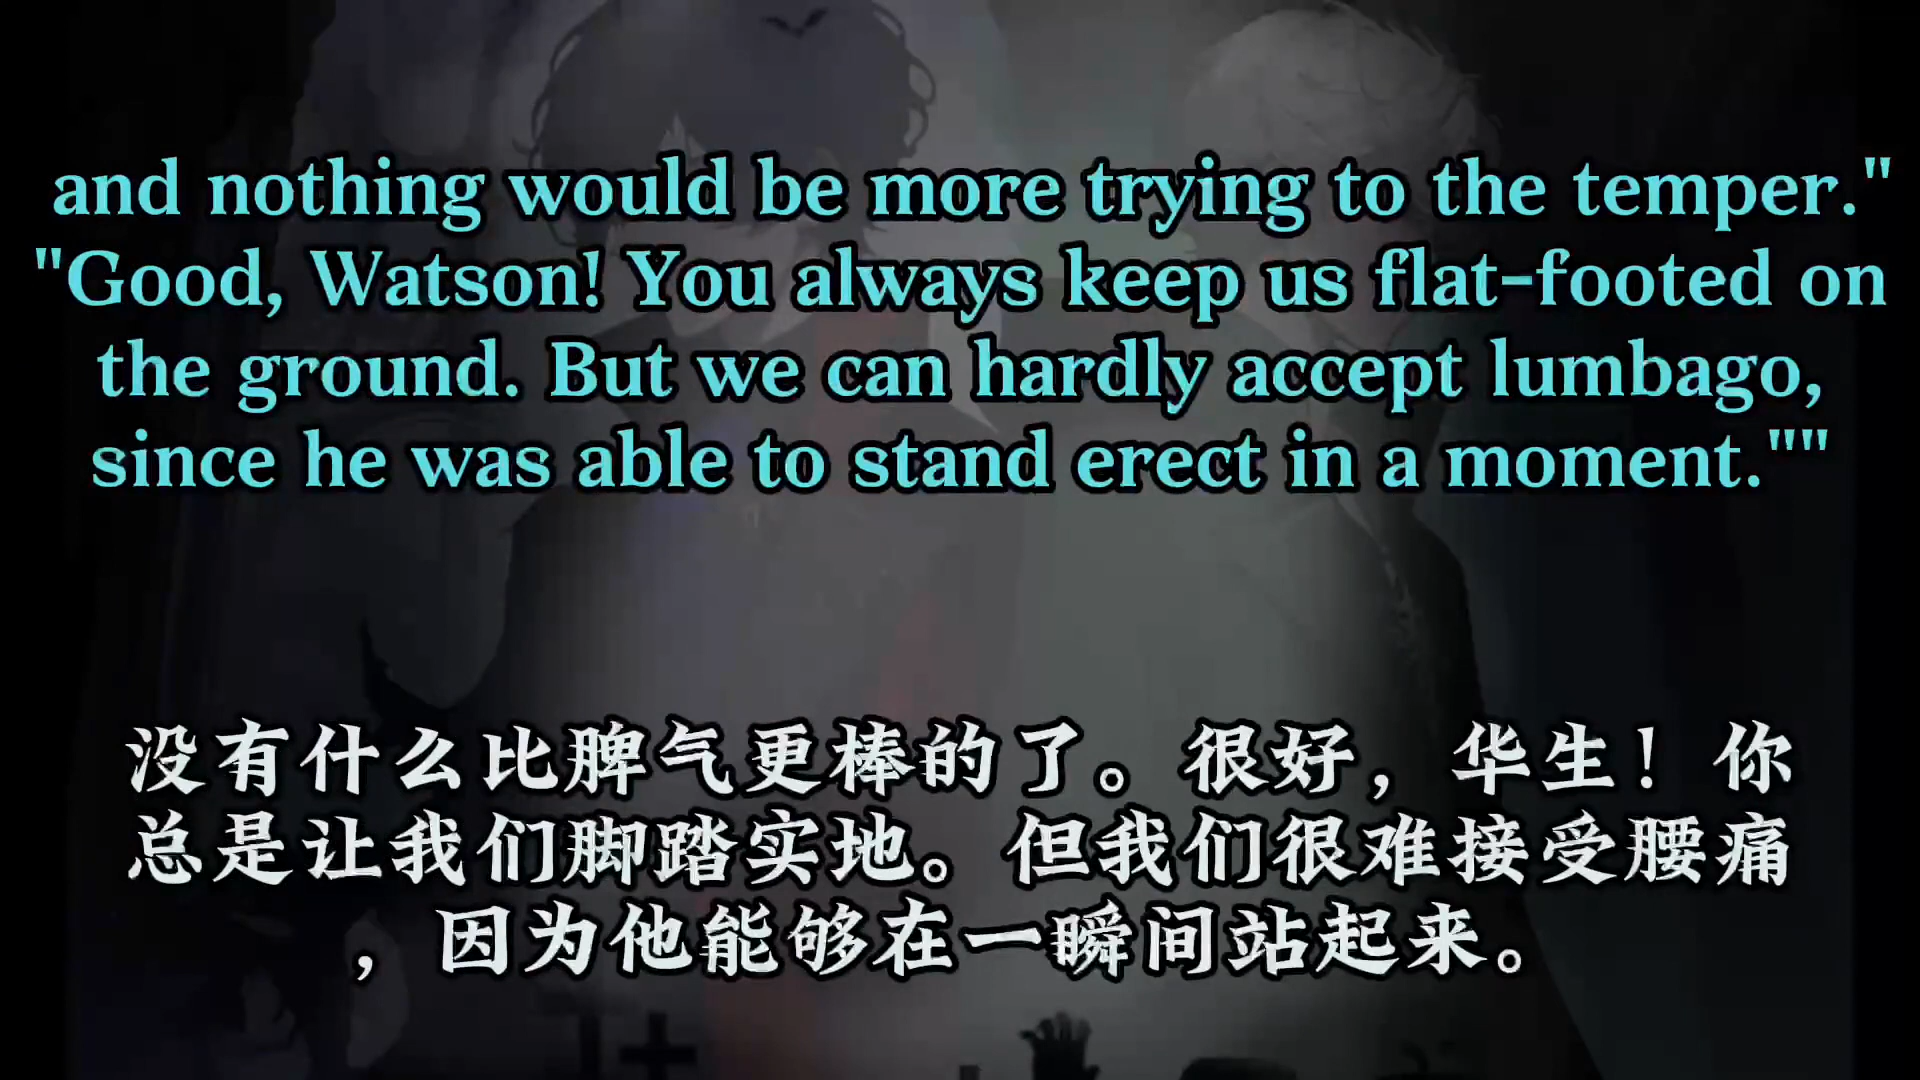 and nothing would be more trying to the temper."
"Good, Watson! You always keep us flat-footed on
the ground. But we can hardly accept lumbago,
since he was able to stand erect in a moment.""
没有什么比脾气更棒的了。很好，华生！你
总是让我们脚踏实地。但我们很难接受腰痛
，因为他能够在一瞬间站起来。